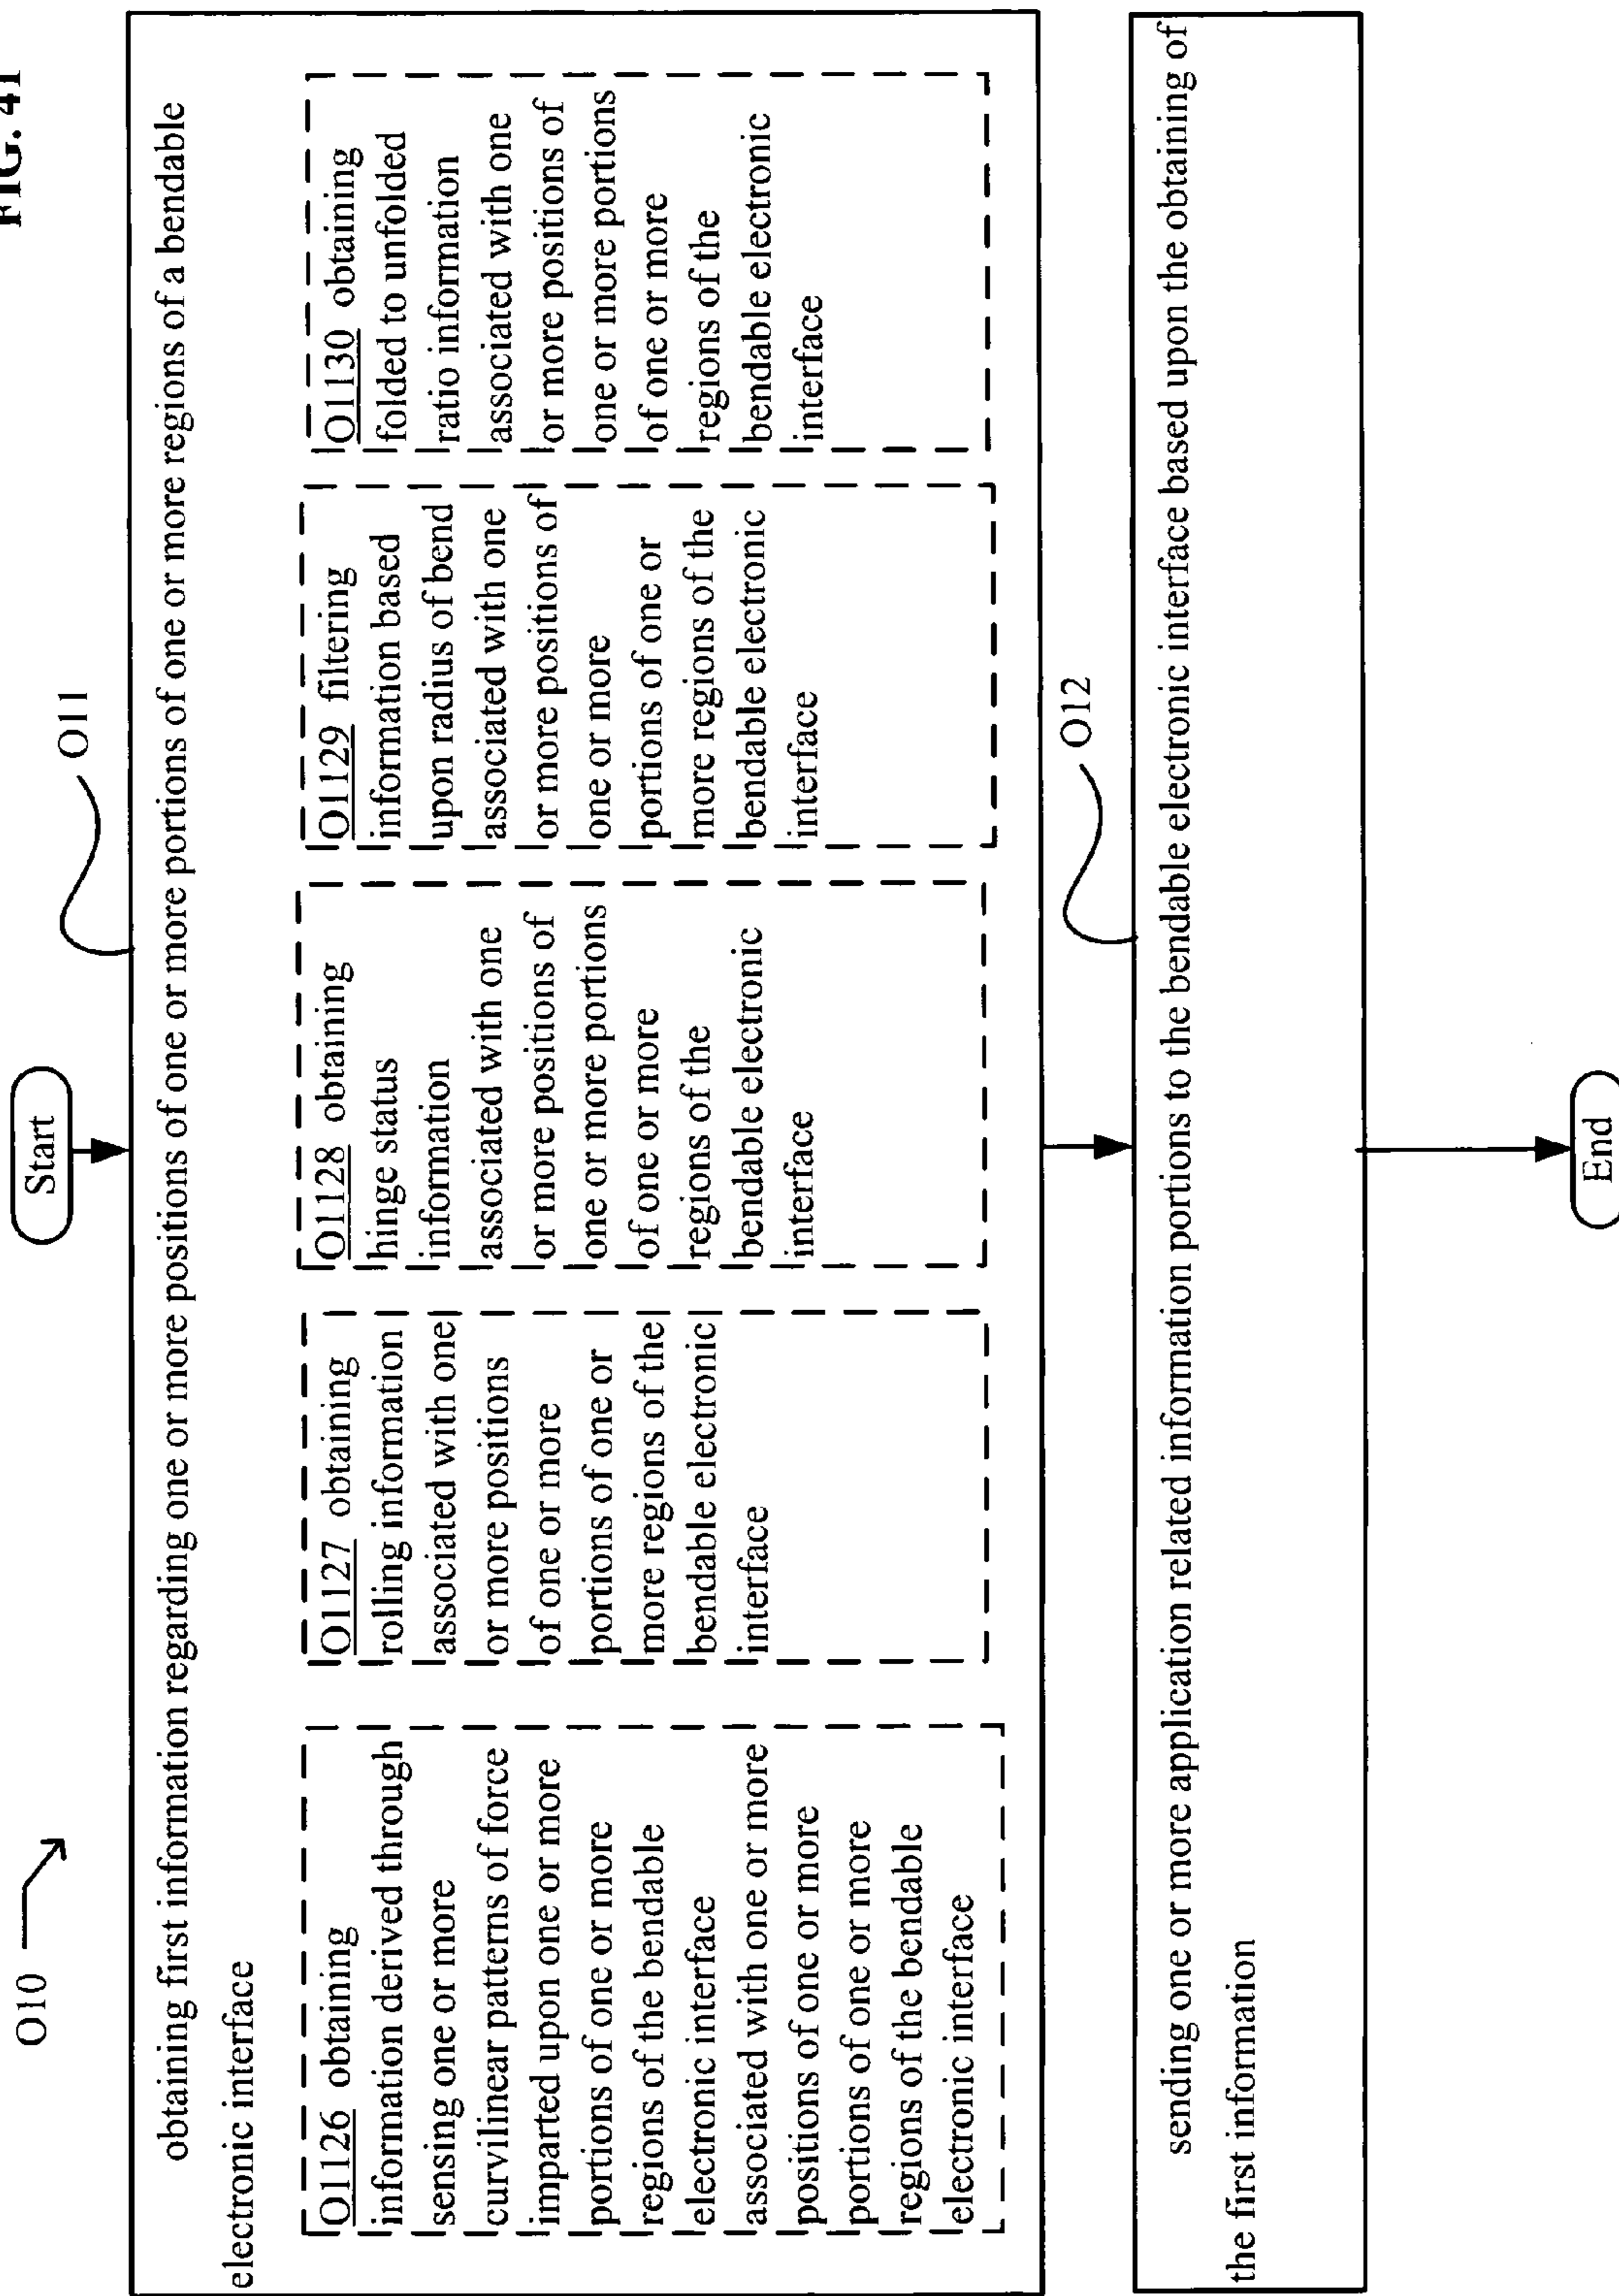 FIG. 41
O10
Start
O11
obtaining first information regarding one or more positions of one or more portions of one or more regions of a bendable
electronic interface
O1126 obtaining
information derived through
sensing one or more
curvilinear patterns of force
imparted upon one or more
portions of one or more
regions of the bendable
electronic interface
associated with one or more
positions of one or more
portions of one or more
regions of the bendable
electronic interface
O1127 obtaining
rolling information
associated with one
or more positions
of one or more
portions of one or
more regions of the
bendable electronic
interface
O1128 obtaining
hinge status
information
associated with one
or more positions of
one or more portions
of one or more
regions of the
bendable electronic
interface
O1129 filtering
information based
upon radius of bend
associated with one
or more positions of
one or more
portions of one or
more regions of the
bendable electronic
interface
O1130 obtaining
folded to unfolded
ratio information
associated with one
or more positions of
one or more portions
of one or more
regions of the
bendable electronic
interface
O12
sending one or more application related information portions to the bendable electronic interface based upon the obtaining of
the first information
End